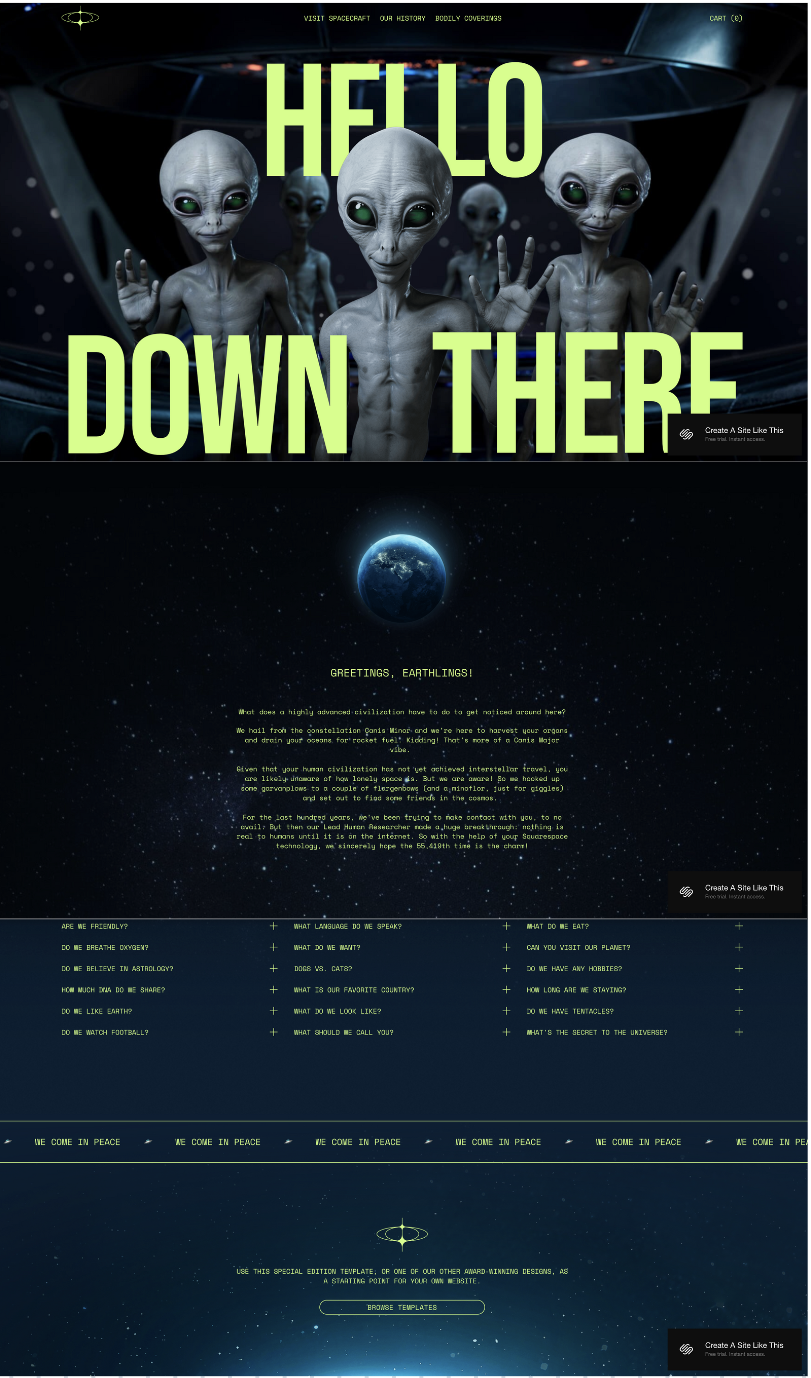 VISIT SPACECRAFT OUR HISTORY BODILY COVERINGS CART (0)
HELLO
DOWN THERE
Create A Site Like This
Free trial. Instant access.
GREETINGS, EARTHLINGS!
What does a highly advanced civilization have to do to get noticed around here?
We hail from the constellation Canis Minor and we're here to harvest your organs
and drain your oceans for rocket fuel! Kidding! That's more of a Canis Major
vibe.
Given that your human civilization has not yet achieved interstellar travel, you
are likely unaware of how lonely space is. But we are aware! So we hooked up
some garvanplows to a couple of flergenbows (and a minoflor, just for giggles)
and set out to find some friends in the cosmos.
For the last hundred years, we've been trying to make contact with you, to no
avail. But then our Lead Human Researcher made a huge breakthrough: nothing is
real to humans until it is on the internet. So with the help of your Squarespace
technology, we sincerely hope the 55,419th time is the charm!
Create A Site Like This
Free trial. Instant access.
ARE WE FRIENDLY? WHAT LANGUAGE DO WE SPEAK? WHAT DO WE EAT?
DO WE BREATHE OXYGEN? WHAT DO WE WANT? CAN YOU VISIT OUR PLANET?
DO WE BELIEVE IN ASTROLOGY? DOGS VS. CATS? DO WE HAVE ANY HOBBIES?
HOW MUCH DNA DO WE SHARE? WHAT IS OUR FAVORITE COUNTRY? HOW LONG ARE WE STAYING?
DO WE LIKE EARTH? WHAT DO WE LOOK LIKE? DO WE HAVE TENTACLES?
DO WE WATCH FOOTBALL? WHAT SHOULD WE CALL YOU? WHAT'S THE SECRET TO THE UNIVERSE?
WE COME IN PEACE WE COME IN PEACE WE COME IN PEACE WE COME IN PEACE WE COME IN PEACE WE COME IN PEA
USE THIS SPECIAL EDITION TEMPLATE, OR ONE OF OUR OTHER AWARD-WINNING DESIGNS, AS
A STARTING POINT FOR YOUR OWN WEBSITE.
BROWSE TEMPLATES
Create A Site Like This
Free trial. Instant access.